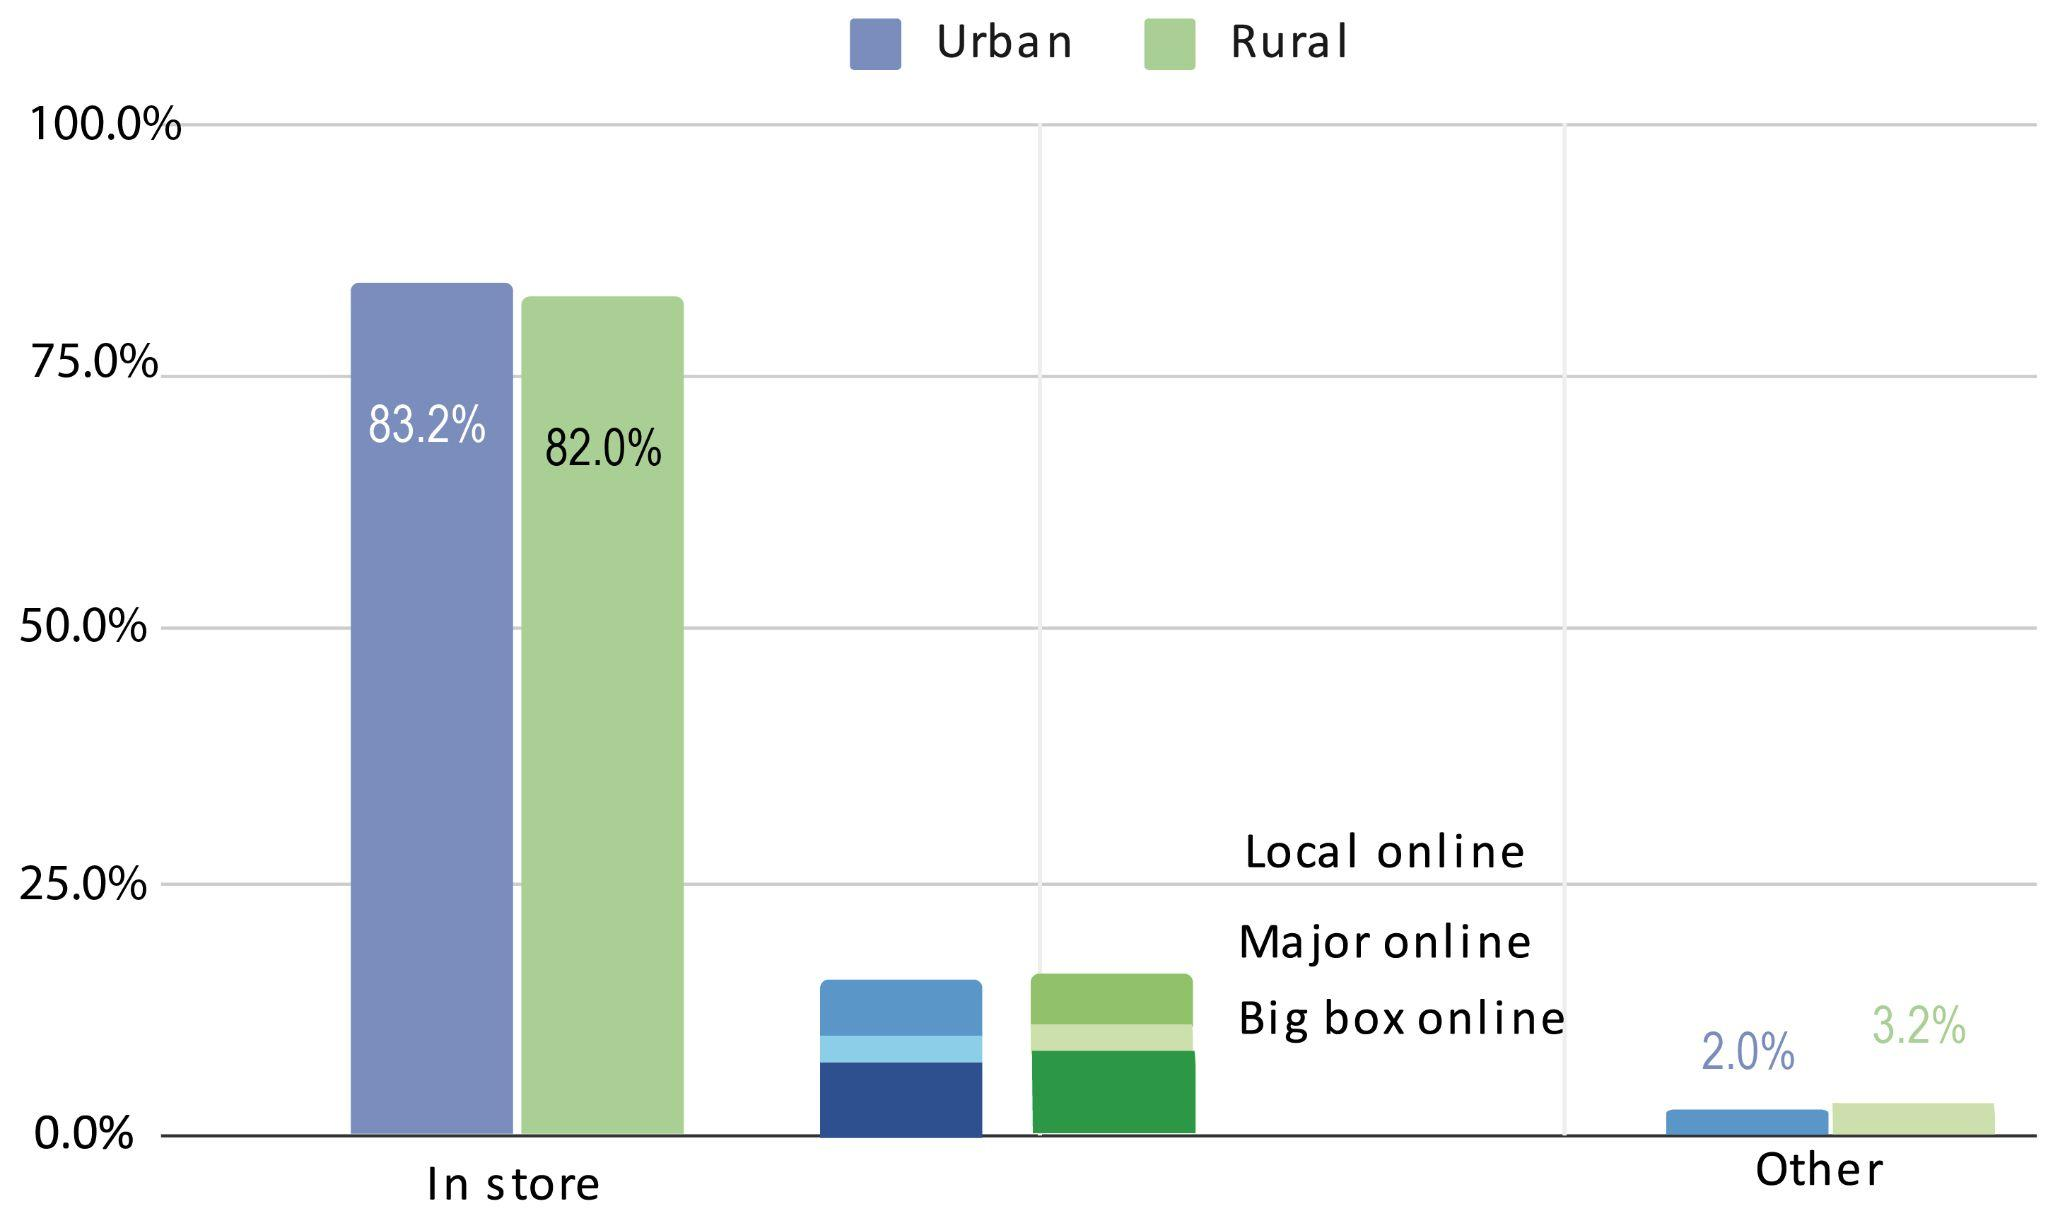 Urban Rural
100.0%
75.0%
83.2%
82.0%
50.0%
Local online
25.0%
Major online
Big box online
2.0%
3.2%
0.0%
In store
Other